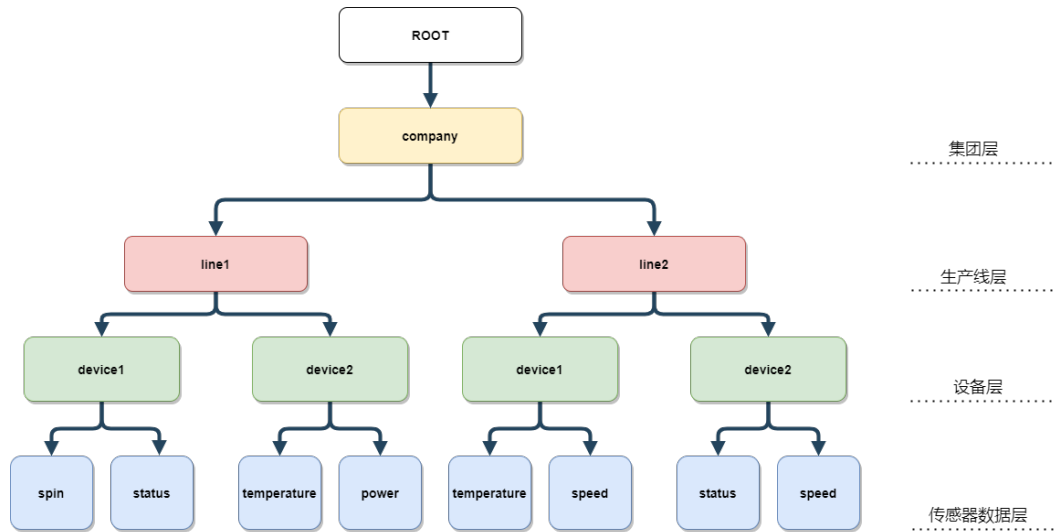 ROOT
company
集团层
line1
line2
生产线层
device1
device2
device1
device2
设备层
spin
status
temperature
power
temperature
speed
status
speed
传感器数据层